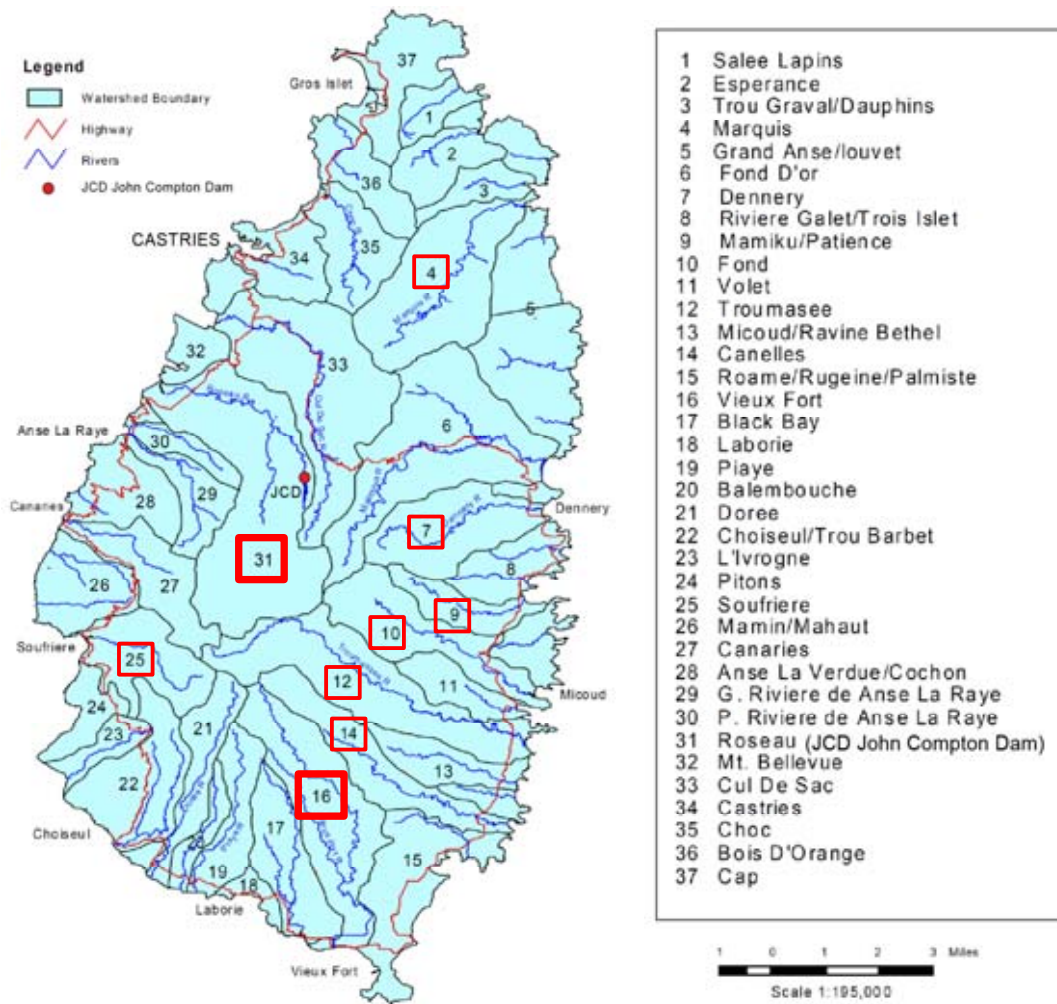 Legend
Watershed Boundary
Highway
Rivers
JCD John Compton Dam
37
Gros Islet
1
2
36
3
CASTRIES
34
35
4
Marquis R
5
32
33
Roseau R
Cul De Sac R
Anse La Raye
30
6
JCD
Canaries
28
29
Dennery
7
31
8
26
27
9
10
Soufriere
25
12
11
Micoud
24
21
14
23
13
22
16
Choiseul
17
15
19
18
Laborie
Vieux Fort
1 Salee Lapins
2 Esperance
3 Trou Graval/Dauphins
4 Marquis
5 Grand Anse/louvet
6 Fond D'or
7 Dennery
8 Riviere Galet/Trois Islet
9 Mamiku/Patience
10 Fond
11 Volet
12 Troumasee
13 Micoud/Ravine Bethel
14 Canelles
15 Roame/Rugeine/Palmiste
16 Vieux Fort
17 Black Bay
18 Laborie
19 Piaye
20 Balembouche
21 Doree
22 Choiseul/Trou Barbet
23 L'Ivrogne
24 Pitons
25 Soufriere
26 Mamin/Mahaut
27 Canaries
28 Anse La Verdue/Cochon
29 G. Riviere de Anse La Raye
30 P. Riviere de Anse La Raye
31 Roseau (JCD John Compton Dam)
32 Mt. Bellevue
33 Cul De Sac
34 Castries
35 Choc
36 Bois D'Orange
37 Cap
1 0 1 2 3 Miles
Scale 1:195,000